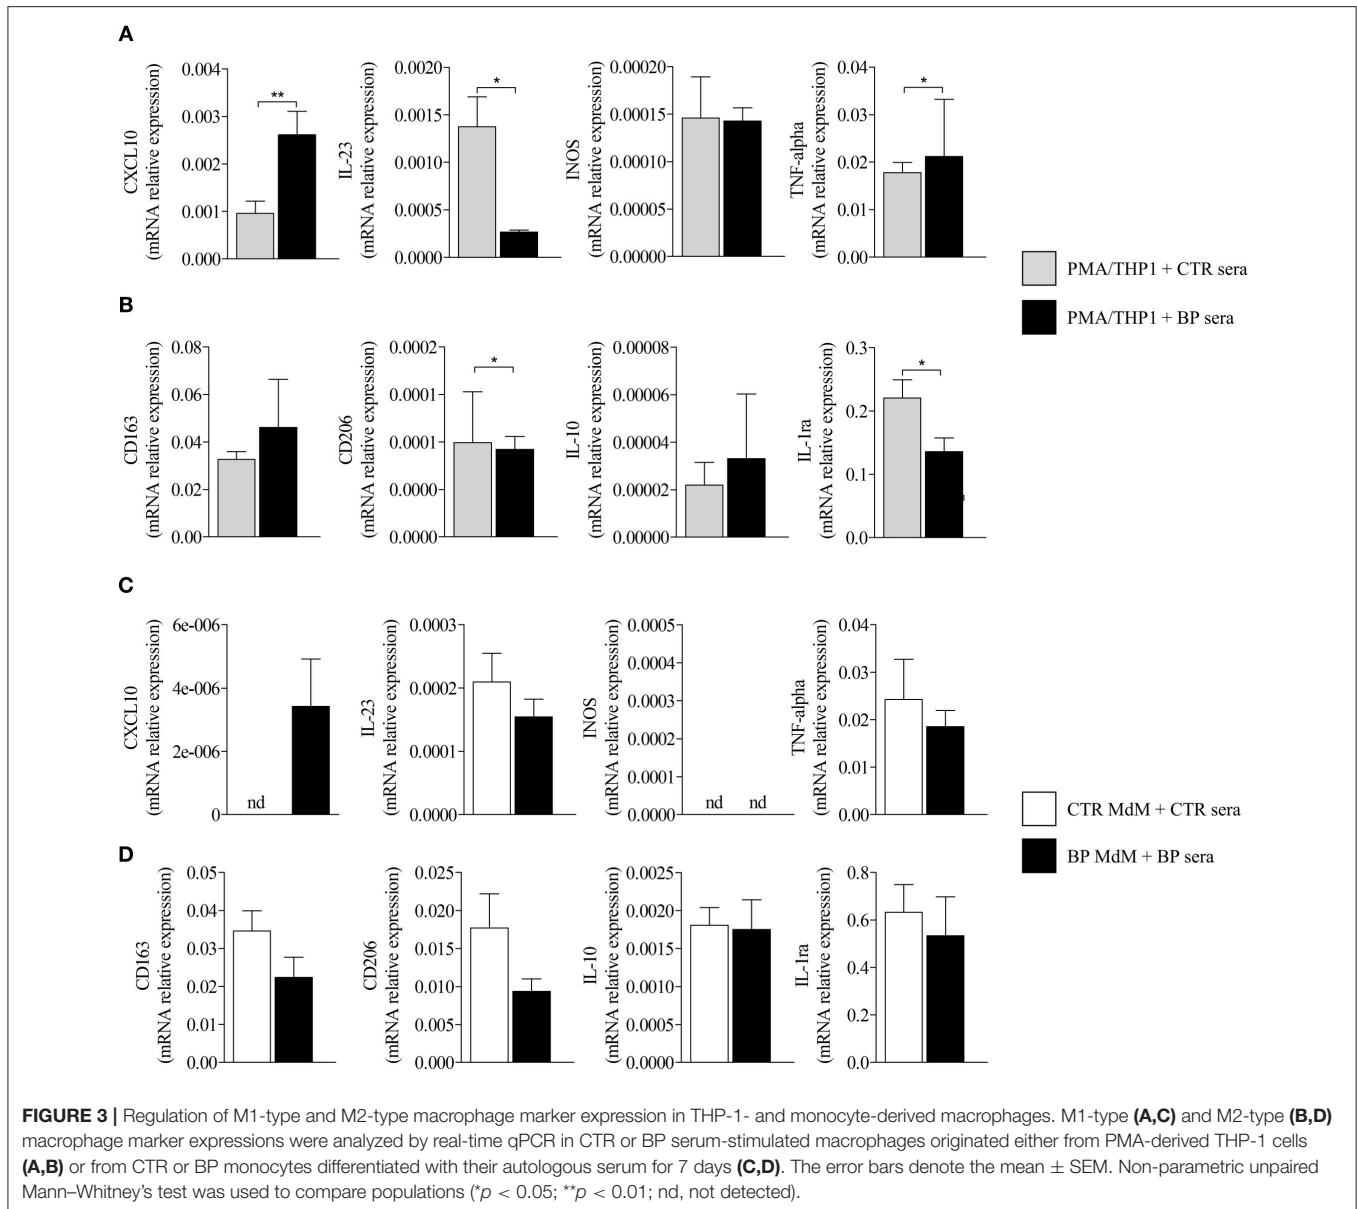 A
CXCL10
(mRNA relative expression)
0.004
0.003
0.002
0.001
0.000
**
IL-23
(mRNA relative expression)
0.0020
0.0015
0.0010
0.0005
0.0000
*
INOS
(mRNA relative expression)
0.00020
0.00015
0.00010
0.00005
0.00000
TNF-alpha
(mRNA relative expression)
0.04
0.03
0.02
0.01
0.00
*
PMA/THP1 + CTR sera
PMA/THP1 + BP sera
B
CD163
(mRNA relative expression)
0.08
0.06
0.04
0.02
0.00
CD206
(mRNA relative expression)
0.0002
0.0001
0.0001
0.0000
0.0000
*
IL-10
(mRNA relative expression)
0.00008
0.00006
0.00004
0.00002
0.00000
IL-1ra
(mRNA relative expression)
0.3
0.2
0.1
0.0
*
C
CXCL10
(mRNA relative expression)
6e-006
4e-006
2e-006
0
nd
IL-23
(mRNA relative expression)
0.0003
0.0002
0.0001
0.0000
INOS
(mRNA relative expression)
0.0005
0.0004
0.0003
0.0002
0.0001
0.0000
nd nd
TNF-alpha
(mRNA relative expression)
0.04
0.03
0.02
0.01
0.00
CTR MdM + CTR sera
BP MdM + BP sera
D
CD163
(mRNA relative expression)
0.05
0.04
0.03
0.02
0.01
0.00
CD206
(mRNA relative expression)
0.025
0.020
0.015
0.010
0.005
0.000
IL-10
(mRNA relative expression)
0.0025
0.0020
0.0015
0.0010
0.0005
0.0000
IL-1ra
(mRNA relative expression)
0.8
0.6
0.4
0.2
0.0
FIGURE 3 | Regulation of M1-type and M2-type macrophage marker expression in THP-1- and monocyte-derived macrophages. M1-type (A,C) and M2-type (B,D)
macrophage marker expressions were analyzed by real-time qPCR in CTR or BP serum-stimulated macrophages originated either from PMA-derived THP-1 cells
(A,B) or from CTR or BP monocytes differentiated with their autologous serum for 7 days (C,D). The error bars denote the mean ± SEM. Non-parametric unpaired
Mann–Whitney's test was used to compare populations (*p < 0.05; **p < 0.01; nd, not detected).